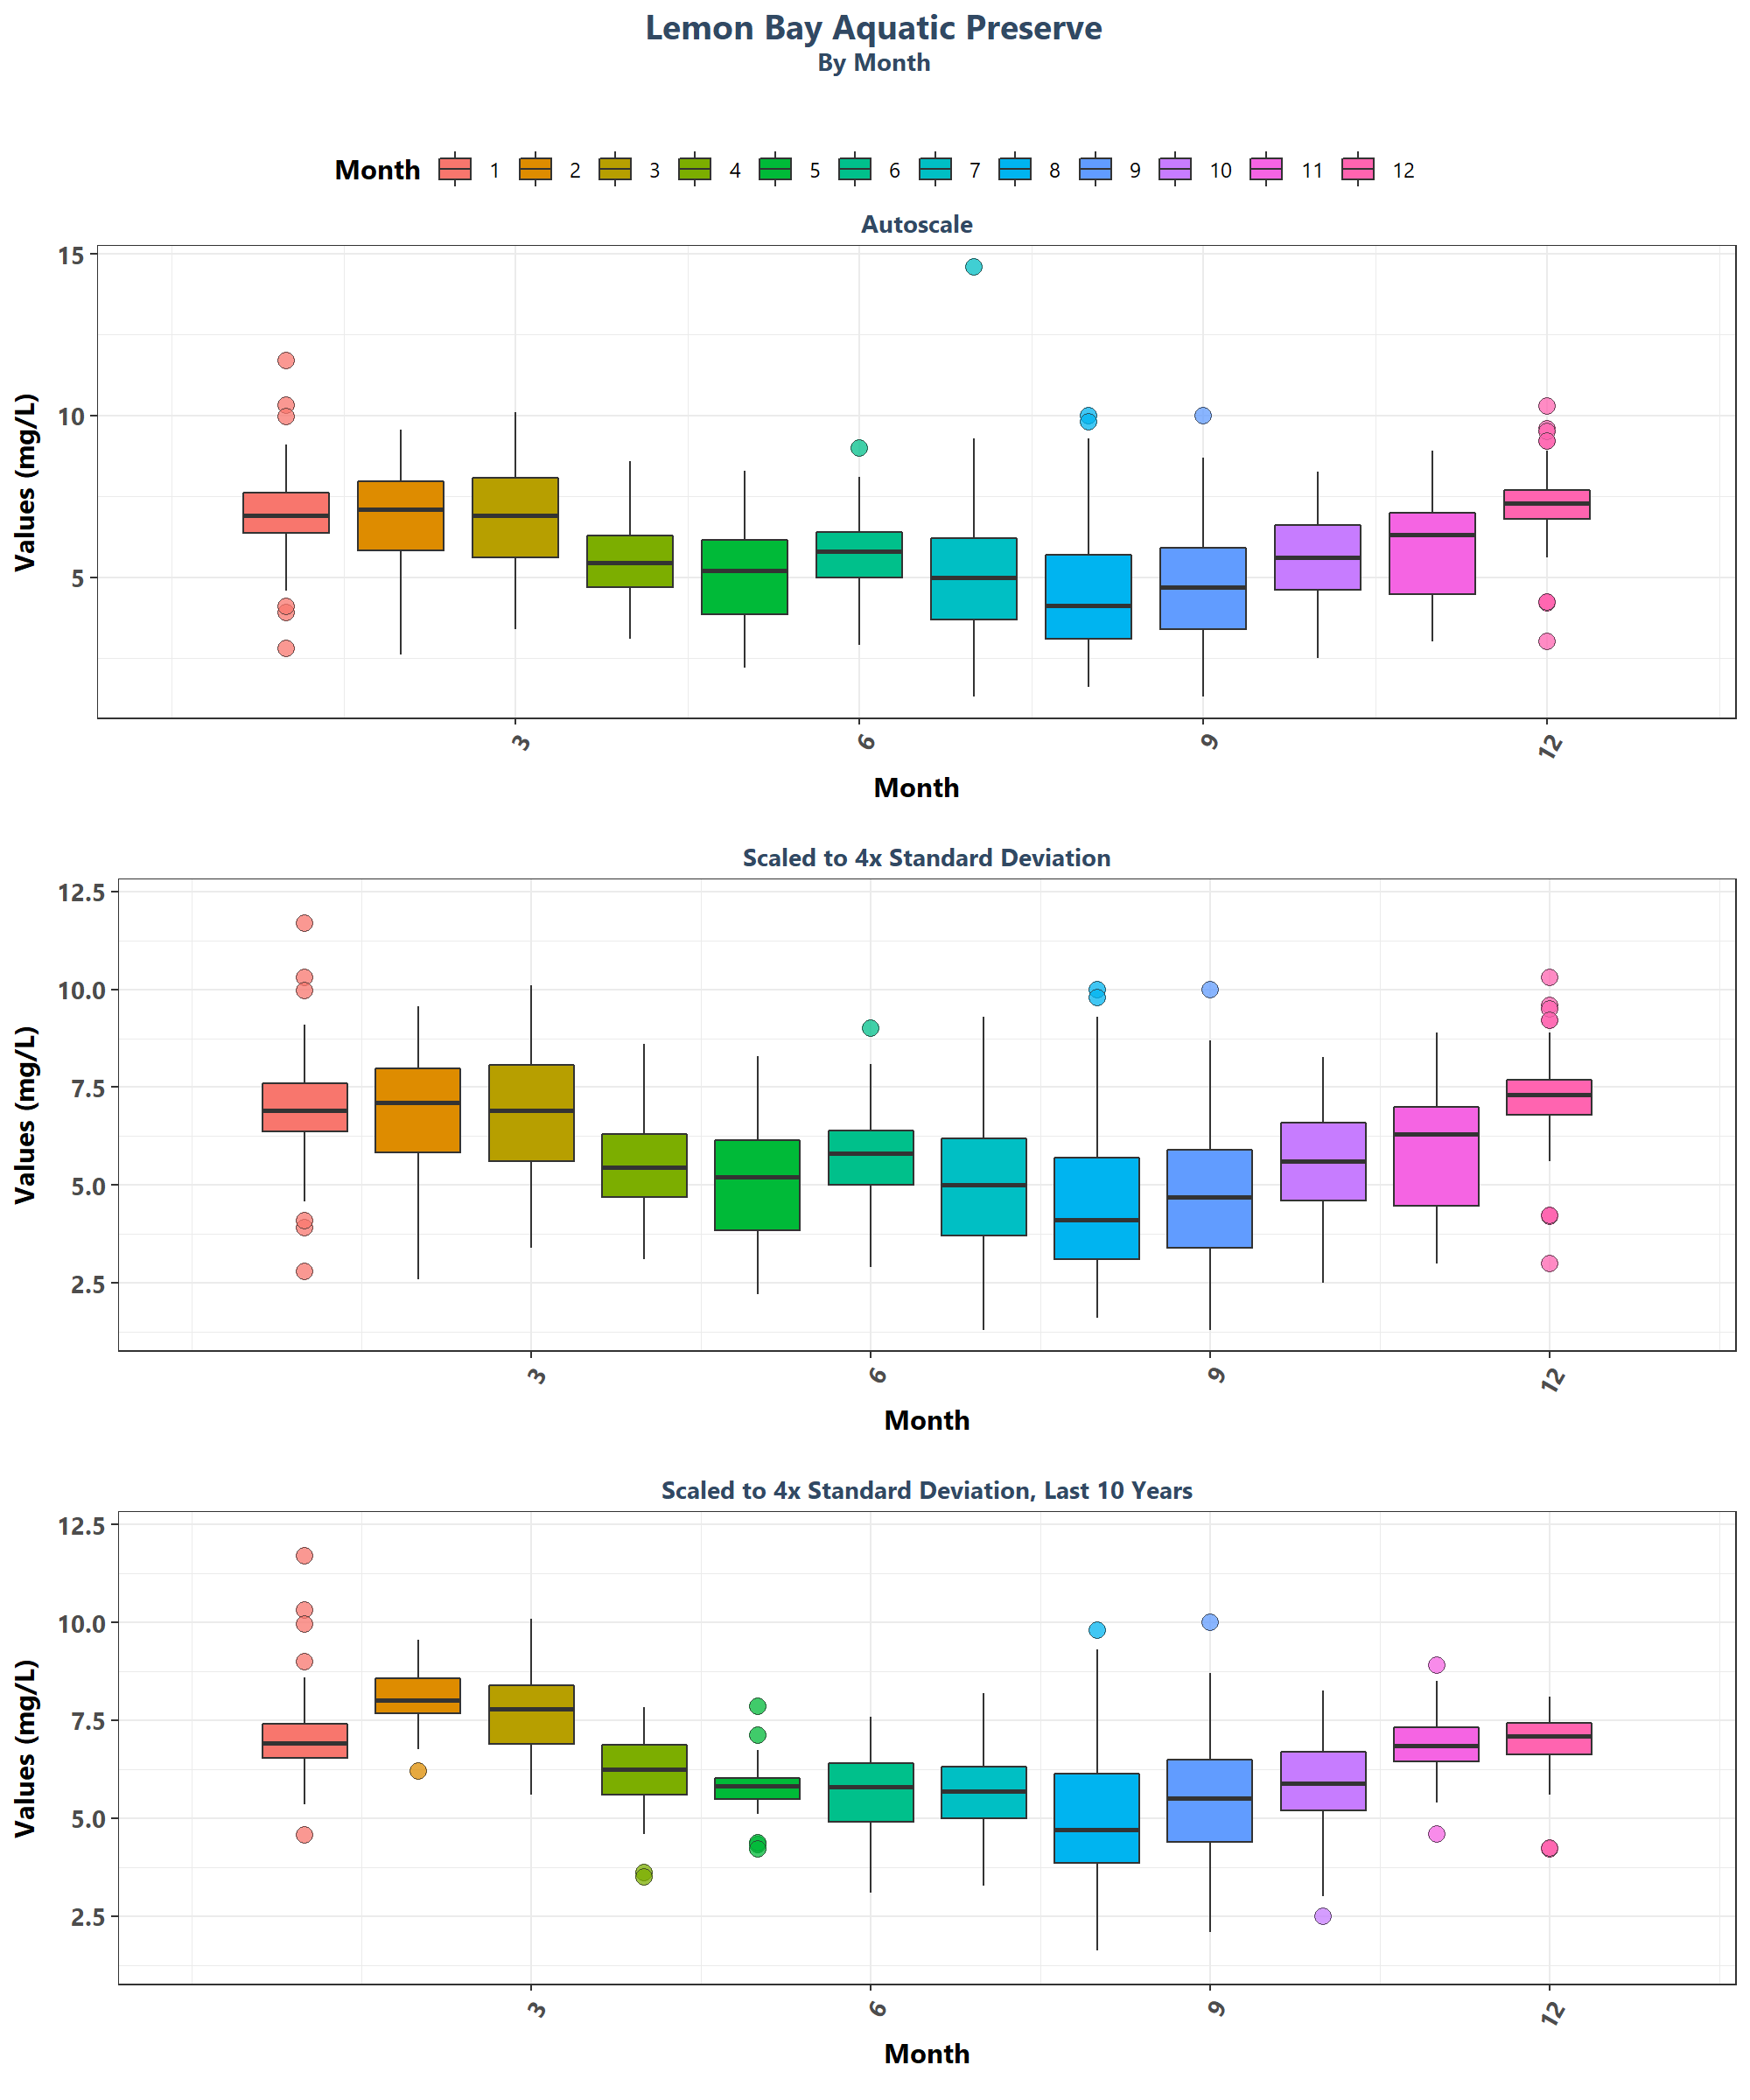 Lemon Bay Aquatic Preserve
By Month
Month 1 2 3 4 5 6 7 8 9 10 11 12
Autoscale
Values (mg/L)
15
10
5
3 6 9 12
Month
Scaled to 4x Standard Deviation
Values (mg/L)
12.5
10.0
7.5
5.0
2.5
3 6 9 12
Month
Scaled to 4x Standard Deviation, Last 10 Years
Values (mg/L)
12.5
10.0
7.5
5.0
2.5
3 6 9 12
Month